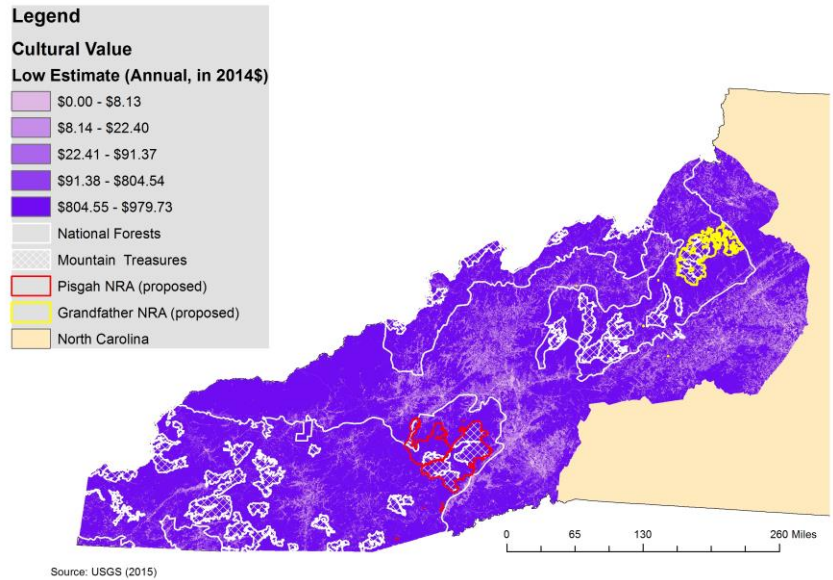 Legend
Cultural Value
Low Estimate (Annual, in 2014$)
$0.00 - $8.13
$8.14 - $22.40
$22.41 - $91.37
$91.38 - $804.54
$804.55 - $979.73
National Forests
Mountain Treasures
Pisgah NRA (proposed)
Grandfather NRA (proposed)
North Carolina
0 65 130 260 Miles
Source: USGS (2015)